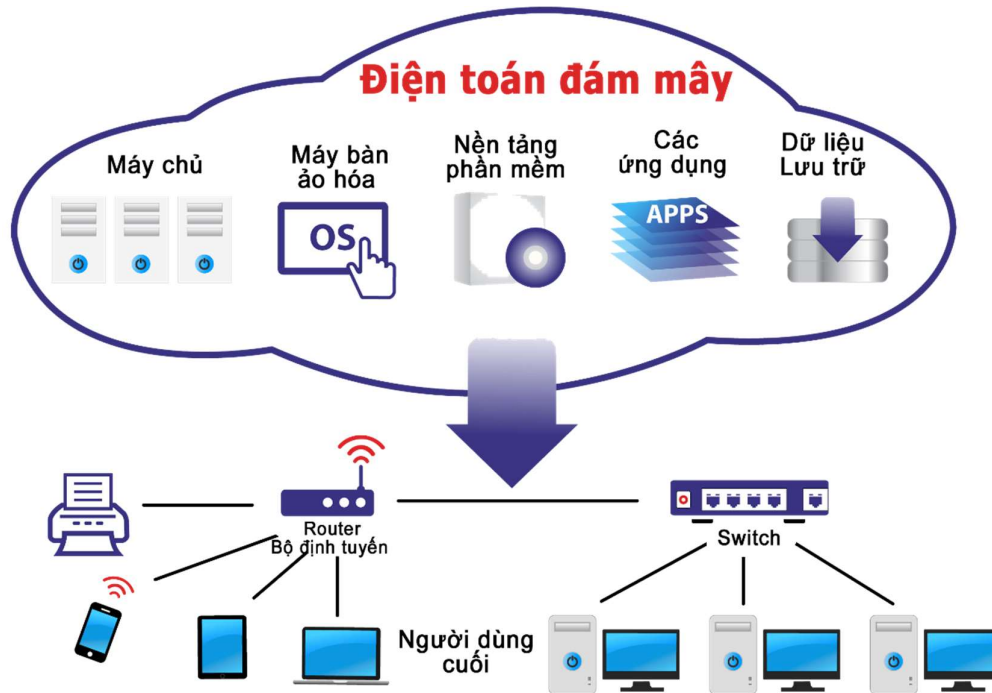 Điện toán đám mây
Máy chủ
Máy bàn
ảo hóa
Nền tảng
phần mềm
Các
ứng dụng
Dữ liệu
Lưu trữ
OS
APPS
Router
Bộ định tuyến
Switch
Người dùng
cuối